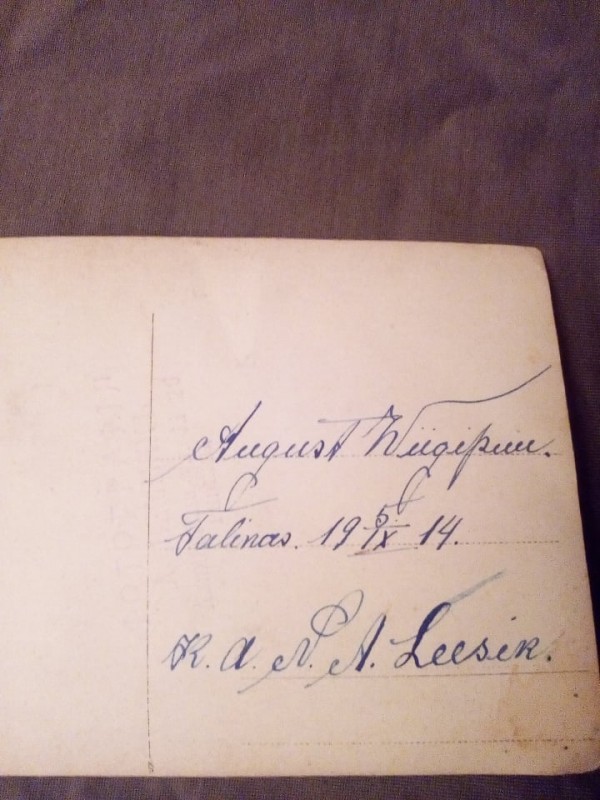 August Wiigipuu.
Talinas. 19 5/IX 14.
K. A. N. A. Leesik.